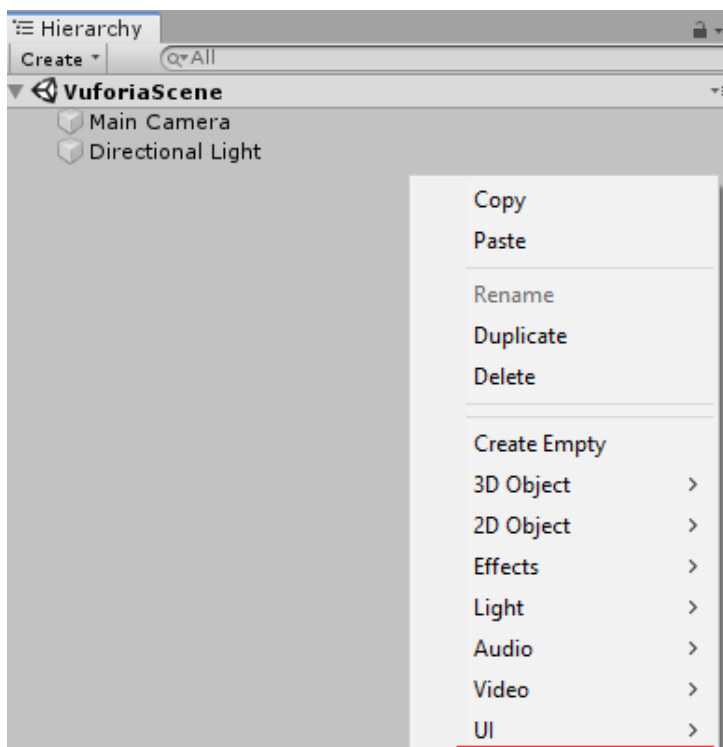 Hierarchy
Create All
VuforiaScene
Main Camera
Directional Light
Copy
Paste
Rename
Duplicate
Delete
Create Empty
3D Object
2D Object
Effects
Light
Audio
Video
UI